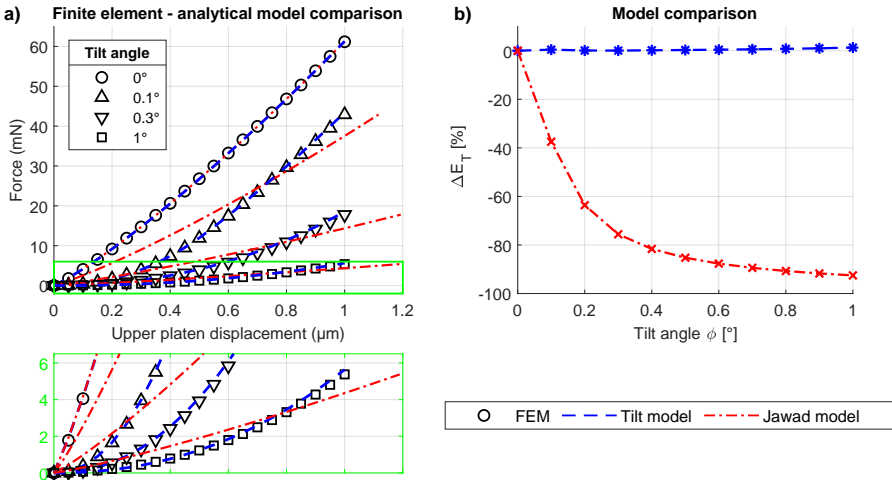 a)
Finite element - analytical model comparison
Tilt angle
0°
0.1°
0.3°
1°
Force (mN)
60
50
40
30
20
10
0
0 0.2 0.4 0.6 0.8 1 1.2
Upper platen displacement (µm)
6
4
2
0
b)
Model comparison
ΔE_T [%]
0
-20
-40
-60
-80
-100
0 0.2 0.4 0.6 0.8 1
Tilt angle ϕ [°]
FEM Tilt model Jawad model